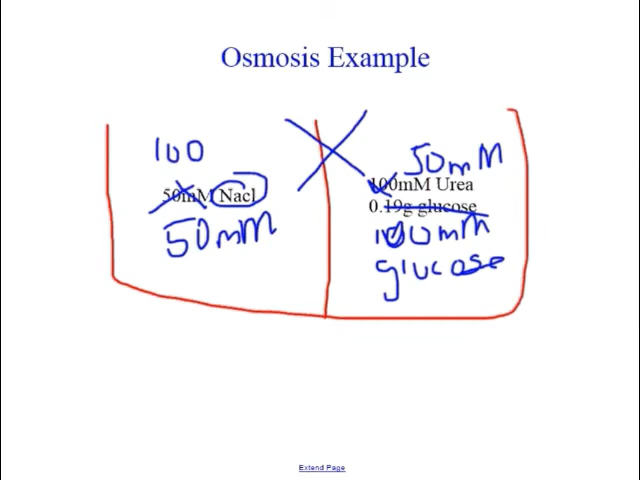 Osmosis Example
100
50mM Nacl
50mM
50mM
100mM Urea
0.19g glucose
100mM
glucose
Extend Page